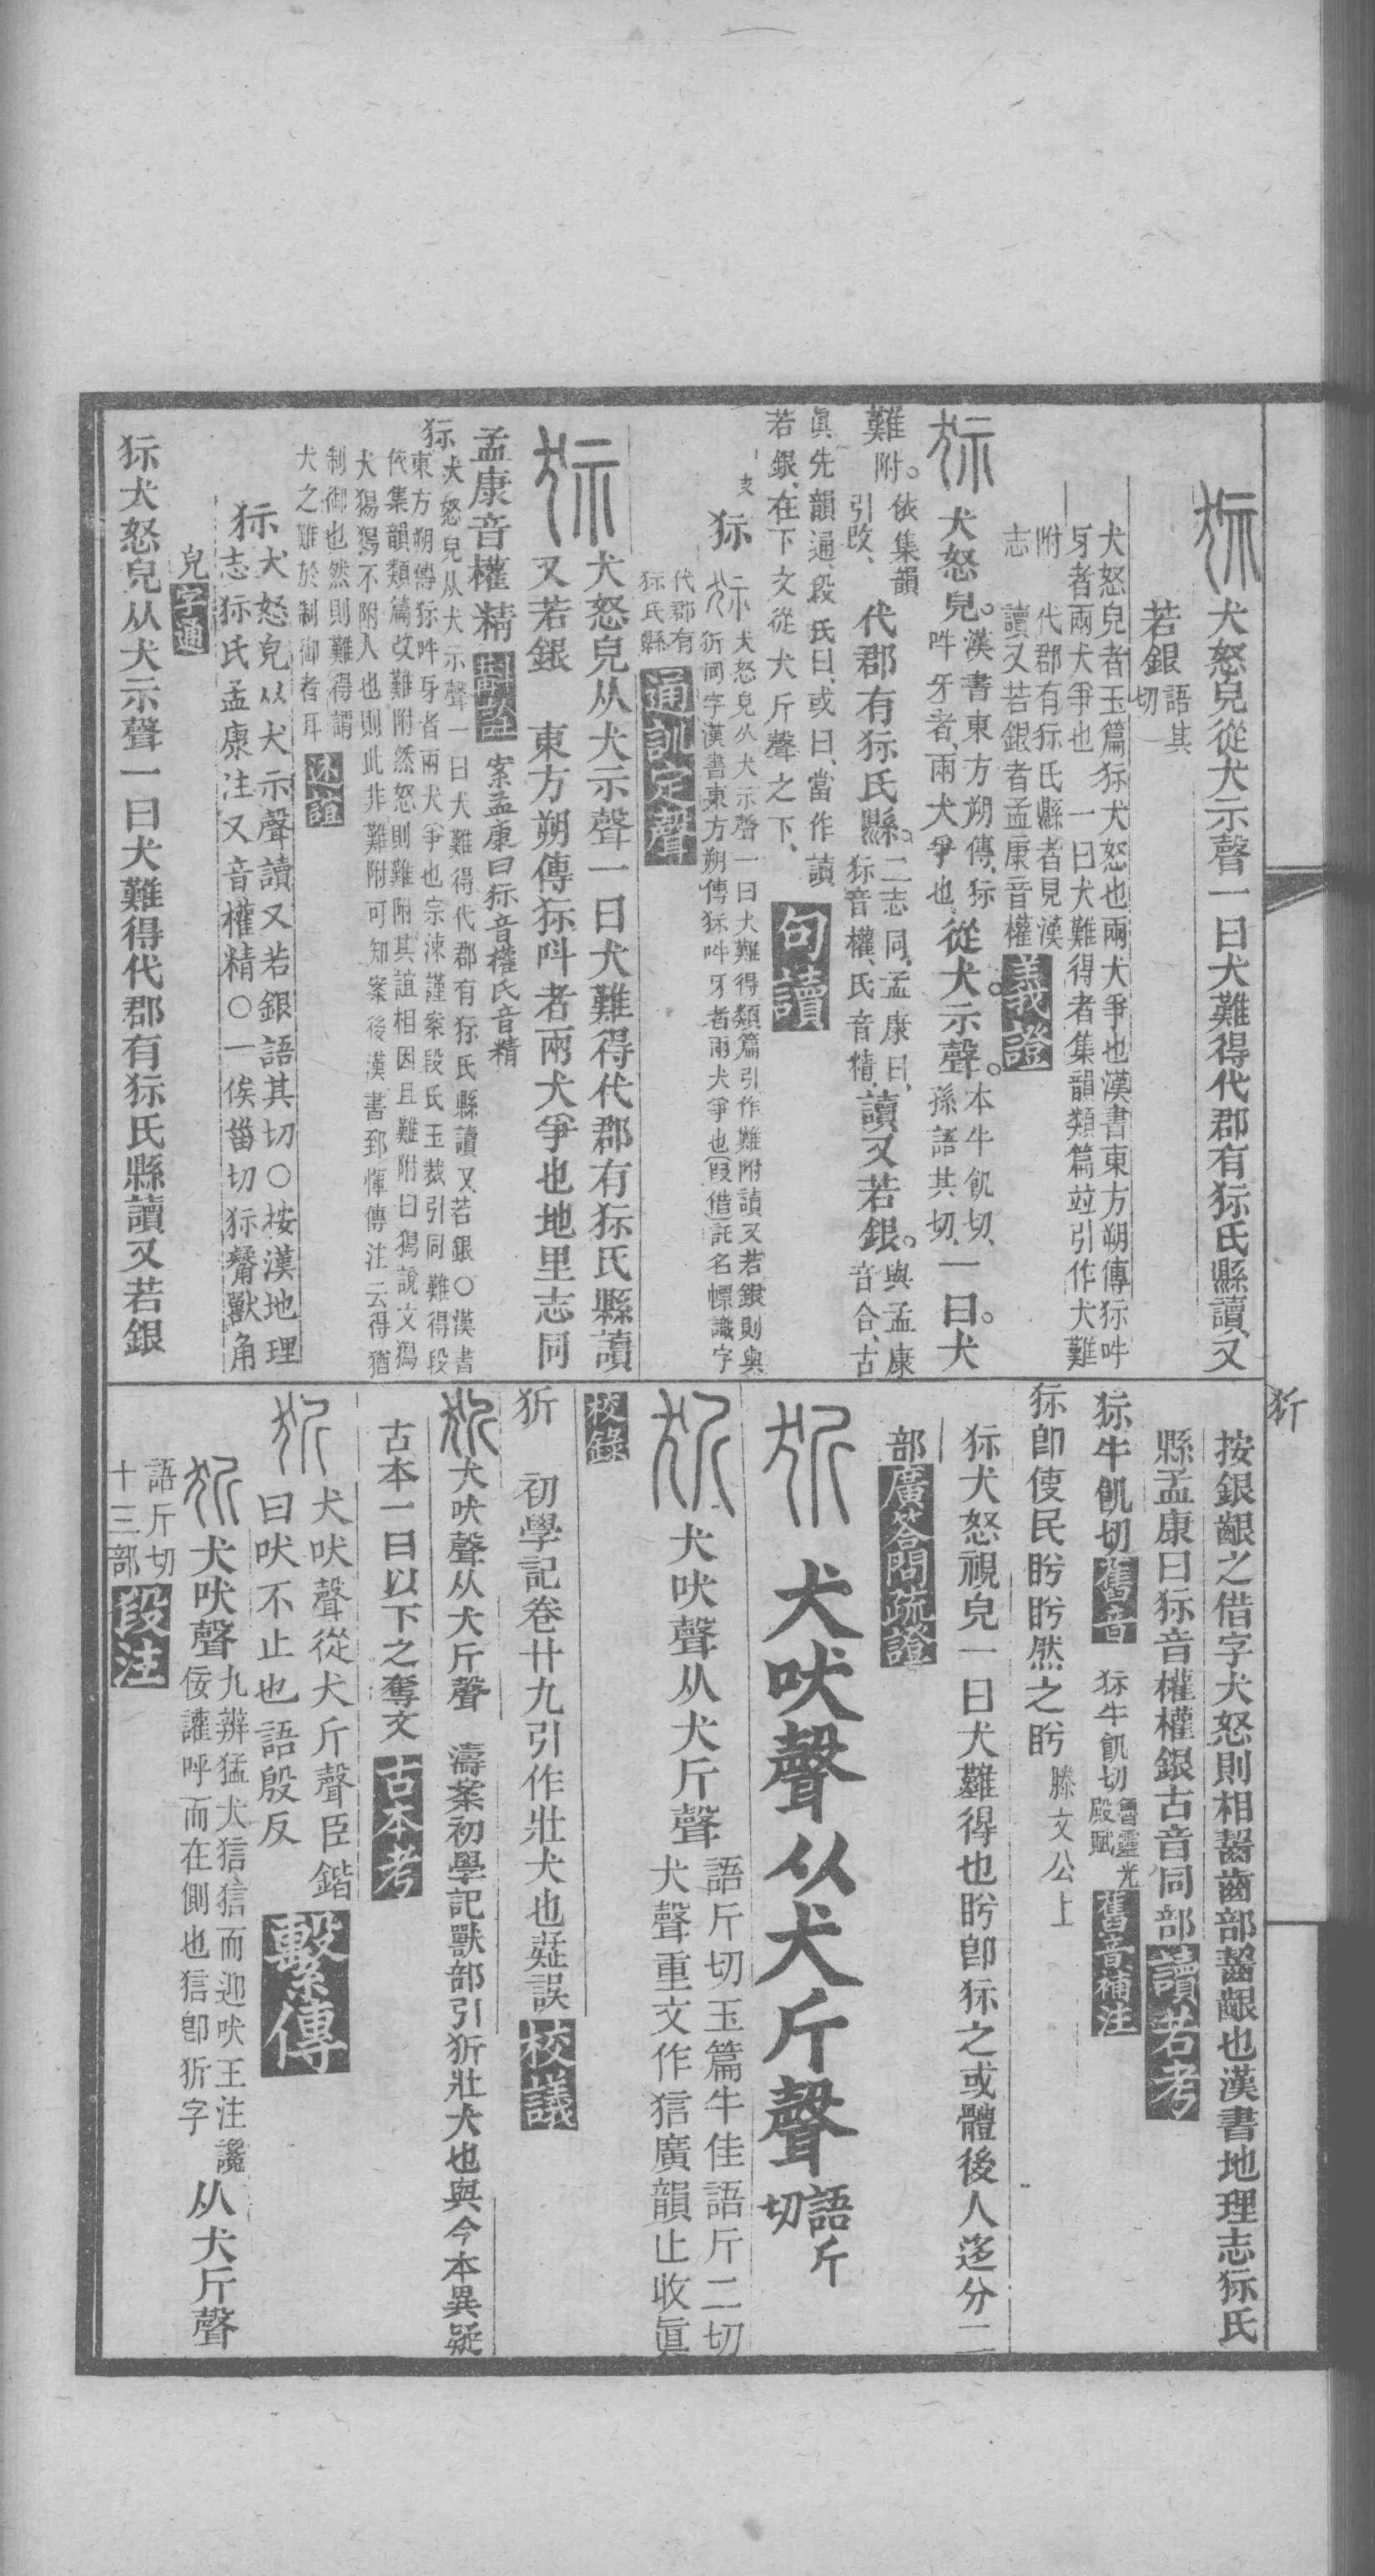 狋 犬怒皃從犬示聲一曰犬難得代郡有狋氏縣讀又
若銀語其切
犬怒皃者玉篇狋犬怒也兩犬爭也漢書東方朔傳狋吽
牙者兩犬爭也 一曰犬難得者集韻類篇竝引作犬難
附 代郡有狋氏縣者見漢
志 讀又若銀者孟康音權
義證
狋 犬怒皃。漢書東方朔傳、狋吽牙者、兩犬爭也、從犬。示聲。本牛飢切、孫語其切、一曰。犬
難附。依集韻引改、代郡有狋氏縣。二志同、孟康曰、狋音權、氏音精、讀又若銀。與孟康音合、古
眞先韻通、段氏曰、或曰、當作讀
若銀、在下文從犬斤聲之下、
句讀
狋 狋犬怒皃从犬示聲一曰犬難得類篇引作難附讀又若銀則與
㹞同字漢書東方朔傳狋吽牙者兩犬爭也(叚借)託名幖識字
代郡有
狋氏縣
通訓定聲
狋 犬怒皃从犬示聲一曰犬難得代郡有狋氏縣讀
又若銀 東方朔傳狋吽者兩犬爭也地里志同
孟康音權精 斠詮 案孟康曰狋音權氏音精
狋犬怒皃从犬示聲一曰犬難得代郡有狋氏縣讀又若銀〇漢書
東方朔傳狋吽牙者兩犬爭也宗涑謹案段氏玉裁引同難得段
依集韻類篇改難附然怒則難附其誼相因且難附曰獡說文獡
犬獡獡不附人也則此非難附可知案後漢書郅惲傳注云得猶
制御也然則難得謂
犬之難於制御者耳
述誼
狋犬怒皃从犬示聲讀又若銀語其切〇按漢地理
志狋氏孟康注又音權精〇一俟甾切狋觺獸角
皃 字通
狋犬怒皃从犬示聲一曰犬難得代郡有狋氏縣讀又若銀
按銀齦之借字犬怒則相齧齒部齧齦也漢書地理志狋氏
縣孟康曰狋音權權銀古音同部 讀若考
狋牛飢切 舊音 狋牛飢切魯靈光殿賦 舊音補注
狋卽使民盻盻然之盻滕文公上
狋犬怒視皃一曰犬難得也盻卽狋之或體後人迻分二
部 廣答問疏證
㹞 犬吠聲从犬斤聲語斤切
㹞 犬吠聲从犬斤聲語斤切玉篇牛佳語斤二切
犬聲重文作狺廣韻止收眞
校錄
㹞 初學記卷廿九引作壯犬也疑誤 校議
㹞犬吠聲从犬斤聲 濤案初學記獸部引㹞壯犬也與今本異疑
古本一曰以下之奪文 古本考
㹞 犬吠聲從犬斤聲臣鍇
曰吠不止也語殷反 繫傳
㹞犬吠聲九辨猛犬狺狺而迎吠王注讒佞讙呼而在側也狺卽㹞字从犬斤聲
語斤切
十三部
段注
㹞